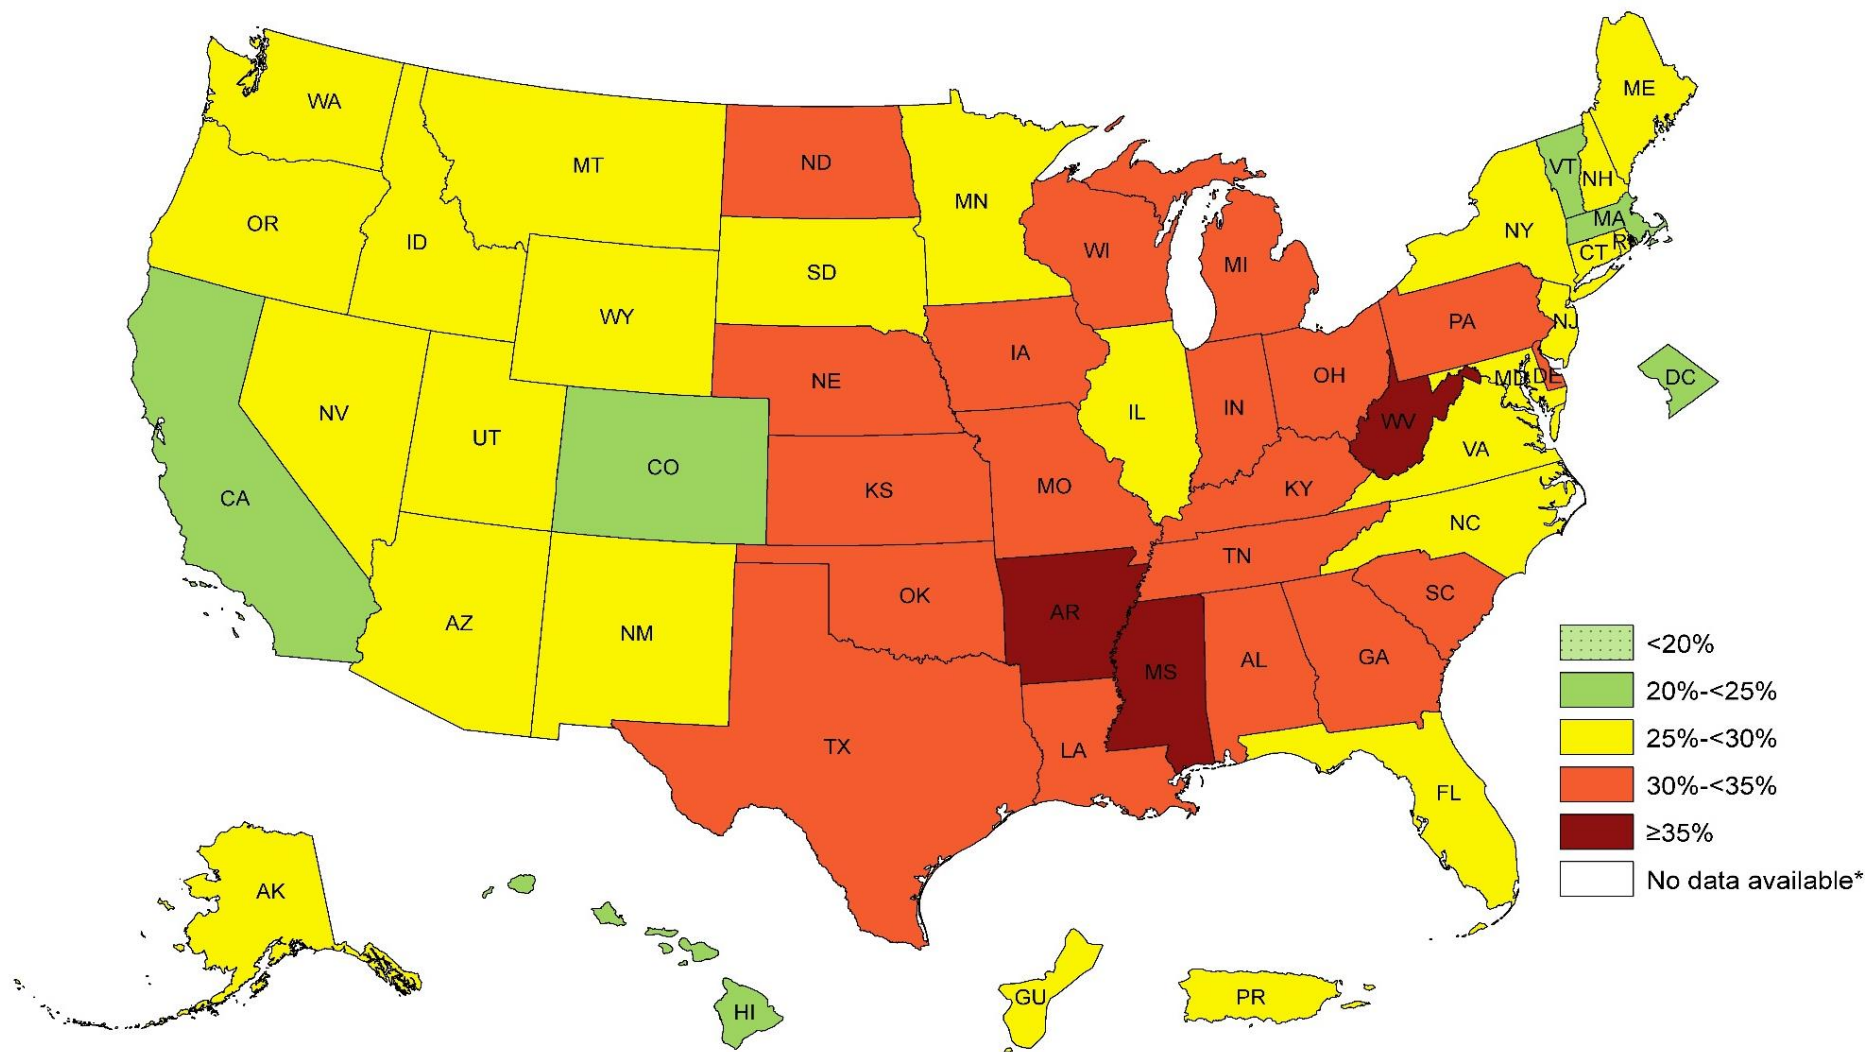 WA
MT
ND
MN
ME
OR
ID
SD
WI
MI
VT
NH
NY
MA
CT
RI
WY
IA
NE
PA
NJ
NV
UT
CO
IL
IN
OH
MD
DE
DC
CA
KS
MO
KY
WV
VA
NC
AZ
NM
OK
AR
TN
SC
TX
LA
MS
AL
GA
FL
AK
HI
GU
PR
<20%
20%-<25%
25%-<30%
30%-<35%
≥35%
No data available*